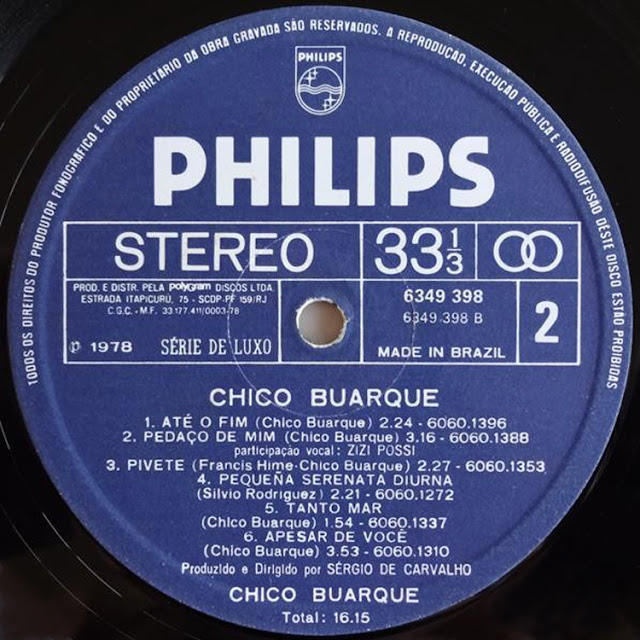 TODOS OS DIREITOS DO PRODUTOR FONOGRÁFICO E DO PROPRIETÁRIO DA OBRA GRAVADA SÃO RESERVADOS. A REPRODUÇÃO, EXECUÇÃO PÚBLICA E RADIODIFUSÃO DESTE DISCO ESTÃO PROIBIDAS
PHILIPS
PHILIPS
STEREO 33 1/3
PROD. E DISTR. PELA polyGram DISCOS LTDA.
ESTRADA ITAPICURÚ, 75 - SCDP-PF 159/RJ
C.G.C.- M.F. 33.177.411/0003-78
6349 398
6349 398 B
2
℗ 1978 SÉRIE DE LUXO
MADE IN BRAZIL
CHICO BUARQUE
1. ATÉ O FIM (Chico Buarque) 2.24 - 6060.1396
2. PEDAÇO DE MIM (Chico Buarque) 3.16 - 6060.1388
participação vocal: ZIZI POSSI
3. PIVETE (Francis Hime-Chico Buarque) 2.27 - 6060.1353
4. PEQUEÑA SERENATA DIURNA
(Silvio Rodriguez) 2.21 - 6060.1272
5. TANTO MAR
(Chico Buarque) 1.54 - 6060.1337
6. APESAR DE VOCÊ
(Chico Buarque) 3.53 - 6060.1310
Produzido e Dirigido por SÉRGIO DE CARVALHO
CHICO BUARQUE
Total: 16.15